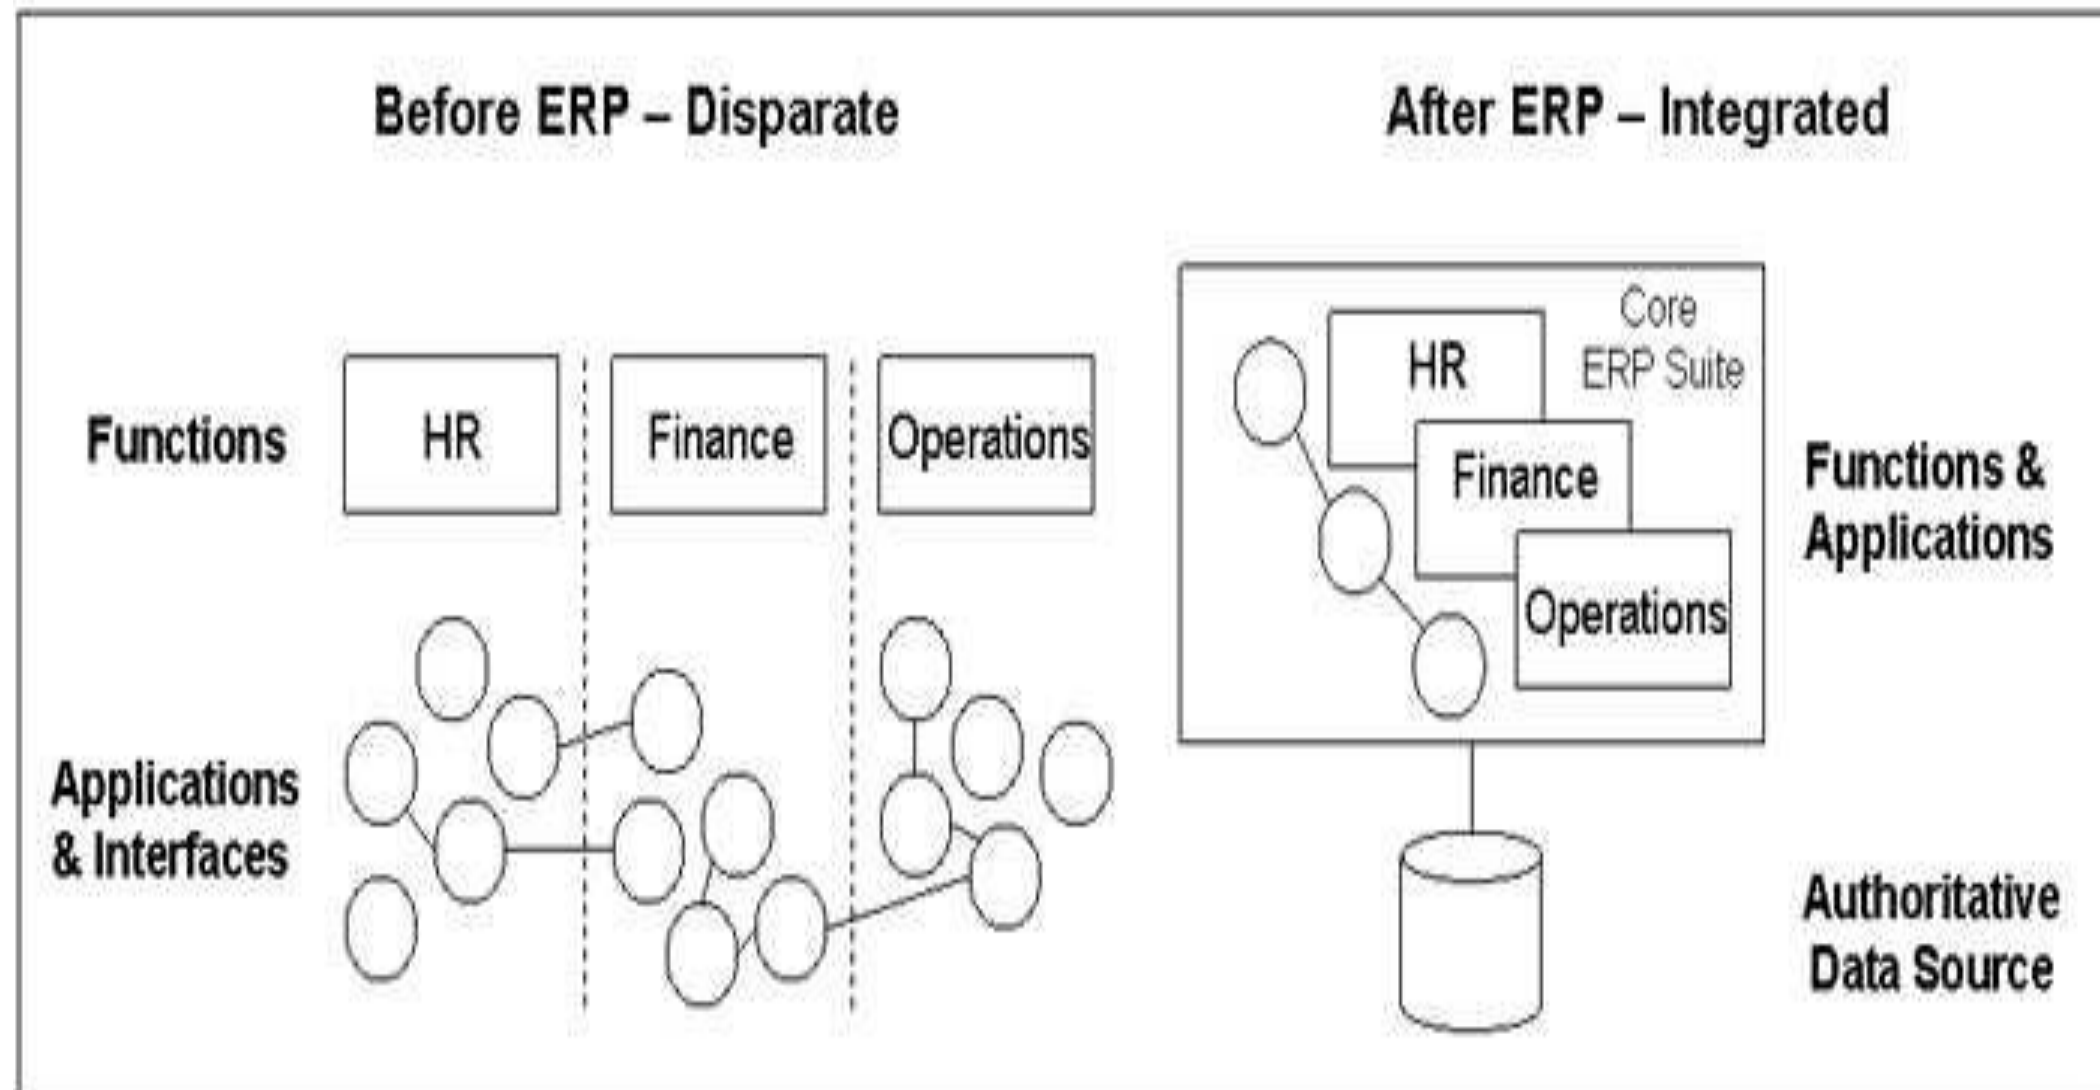 Before ERP – Disparate
After ERP – Integrated
Functions
HR
Finance
Operations
Applications
& Interfaces
Core
ERP Suite
HR
Finance
Operations
Functions &
Applications
Authoritative
Data Source